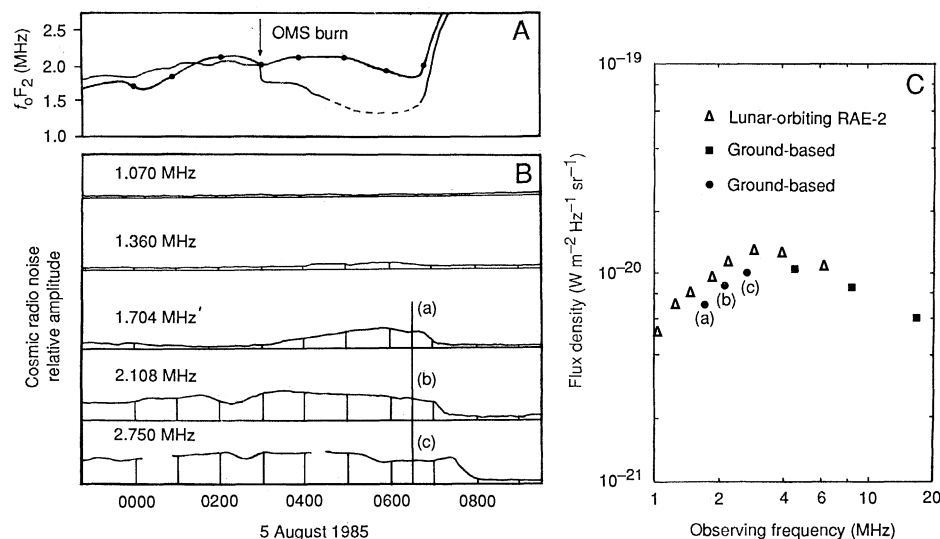 A
OMS burn
f₀F₂ (MHz)
2.5
2.0
1.5
1.0
B
1.070 MHz
1.360 MHz
1.704 MHz'
(a)
2.108 MHz
(b)
2.750 MHz
(c)
Cosmic radio noise
relative amplitude
0000 0200 0400 0600 0800
5 August 1985
C
10⁻¹⁹
Lunar-orbiting RAE-2
Ground-based
Ground-based
10⁻²⁰
(a)
(b)
(c)
10⁻²¹
Flux density (W m⁻² Hz⁻¹ sr⁻¹)
1 2 4 6 10 20
Observing frequency (MHz)